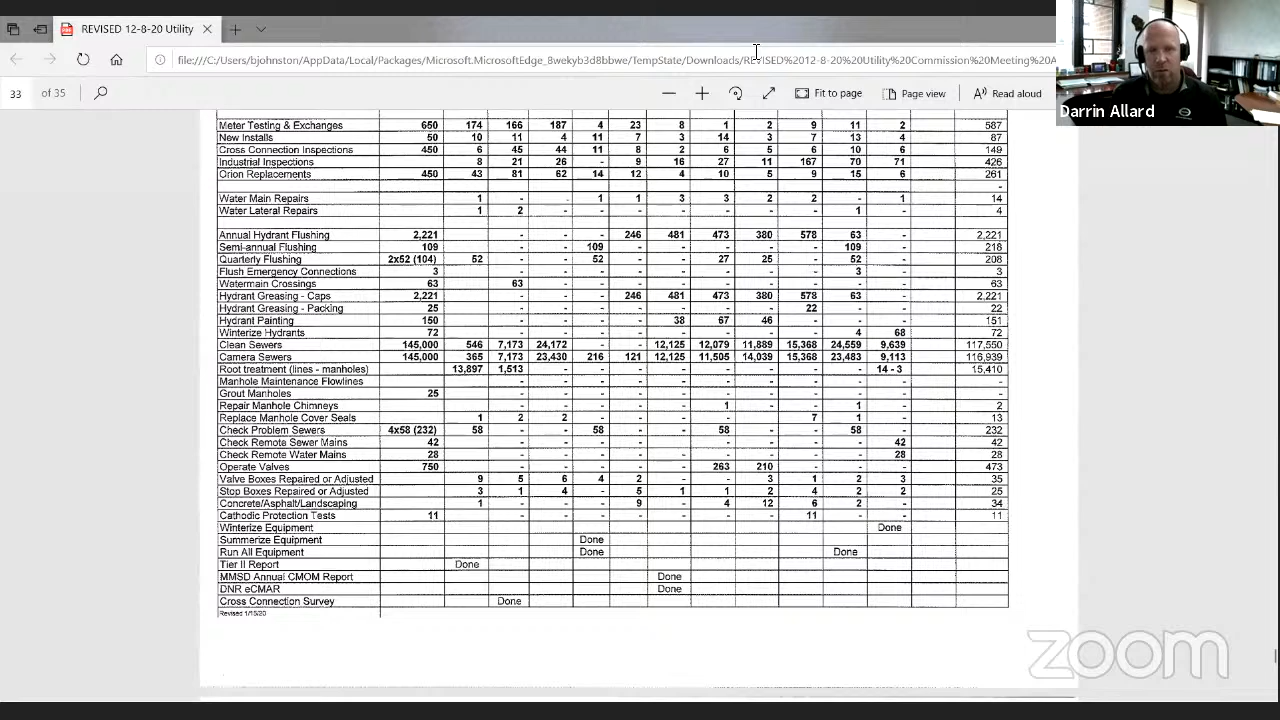 REVISED 12-8-20 Utility
file:///C:/Users/bjohnston/AppData/Local/Packages/Microsoft.MicrosoftEdge_8wekyb3d8bbwe/TempState/Downloads/REVISED%2012-8-20%20Utility%20Commission%20Meeting%20A
33 of 35 Fit to page Page view Read aloud
Darrin Allard
Meter Testing & Exchanges 650 174 166 187 4 23 8 1 2 9 11 2 587
New Installs 50 10 11 4 11 7 3 14 3 7 13 4 87
Cross Connection Inspections 450 6 45 44 11 8 2 6 5 6 10 6 149
Industrial Inspections 8 21 26 - 9 16 27 11 167 70 71 426
Orion Replacements 450 43 81 62 14 12 4 10 5 9 15 6 261
-
Water Main Repairs 1 - - 1 1 3 3 2 2 - 1 14
Water Lateral Repairs 1 2 - - - - - - - 1 - 4
Annual Hydrant Flushing 2,221 - - - 246 481 473 380 578 63 - 2,221
Semi-annual Flushing 109 - - 109 - - - - - 109 - 218
Quarterly Flushing 2x52 (104) 52 - - 52 - - 27 25 - 52 - 208
Flush Emergency Connections 3 - - - - - - - - 3 - 3
Watermain Crossings 63 63 - - - - - - - - - 63
Hydrant Greasing - Caps 2,221 - - - 246 481 473 380 578 63 - 2,221
Hydrant Greasing - Packing 25 - - - - - - - 22 - - 22
Hydrant Painting 150 - - - - 38 67 46 - - - 151
Winterize Hydrants 72 - - - - - - - - 4 68 72
Clean Sewers 145,000 546 7,173 24,172 - - 12,125 12,079 11,889 15,368 24,559 9,639 117,550
Camera Sewers 145,000 365 7,173 23,430 216 121 12,125 11,505 14,039 15,368 23,483 9,113 116,939
Root treatment (lines - manholes) 13,897 1,513 - - - - - - - - 14 - 3 15,410
Manhole Maintenance Flowlines - - - - - - - - - - -
Grout Manholes 25 - - - - - - - - - - -
Repair Manhole Chimneys - - - - - 1 - - 1 - 2
Replace Manhole Cover Seals 1 2 2 - - - - - 7 1 - 13
Check Problem Sewers 4x58 (232) 58 - - 58 - - 58 - - 58 - 232
Check Remote Sewer Mains 42 - - - - - - - - - 42 42
Check Remote Water Mains 28 - - - - - - - - - 28 28
Operate Valves 750 - - - - - 263 210 - - - 473
Valve Boxes Repaired or Adjusted 9 5 6 4 2 - - 3 1 2 3 35
Stop Boxes Repaired or Adjusted 3 1 4 - 5 1 1 2 4 2 2 25
Concrete/Asphalt/Landscaping 1 - - - 9 - 4 12 6 2 - 34
Cathodic Protection Tests 11 - - - - - - - 11 - - 11
Winterize Equipment Done
Summerize Equipment Done
Run All Equipment Done Done
Tier II Report Done
MMSD Annual CMOM Report Done
DNR eCMAR Done
Cross Connection Survey Done
Revised 1/15/20
zoom